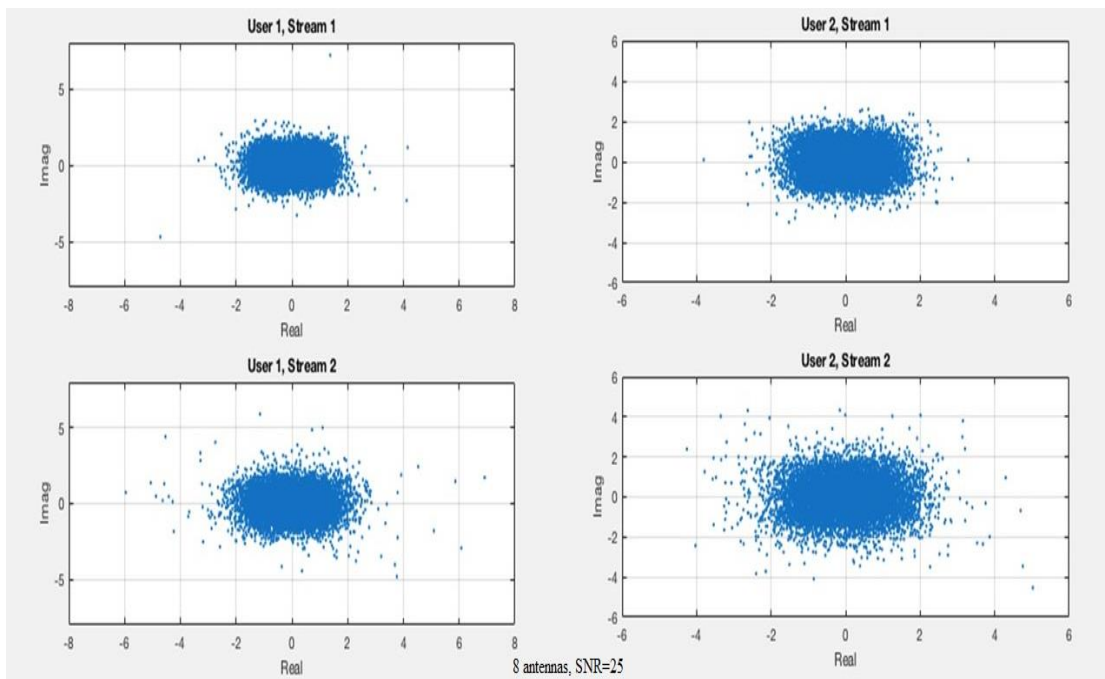 User 1, Stream 1
Imag
5
0
-5
-8 -6 -4 -2 0 2 4 6 8
Real
User 2, Stream 1
Imag
6
4
2
0
-2
-4
-6
-6 -4 -2 0 2 4 6
Real
User 1, Stream 2
Imag
5
0
-5
-8 -6 -4 -2 0 2 4 6 8
Real
User 2, Stream 2
Imag
6
4
2
0
-2
-4
-6
-6 -4 -2 0 2 4 6
Real
8 antennas, SNR=25